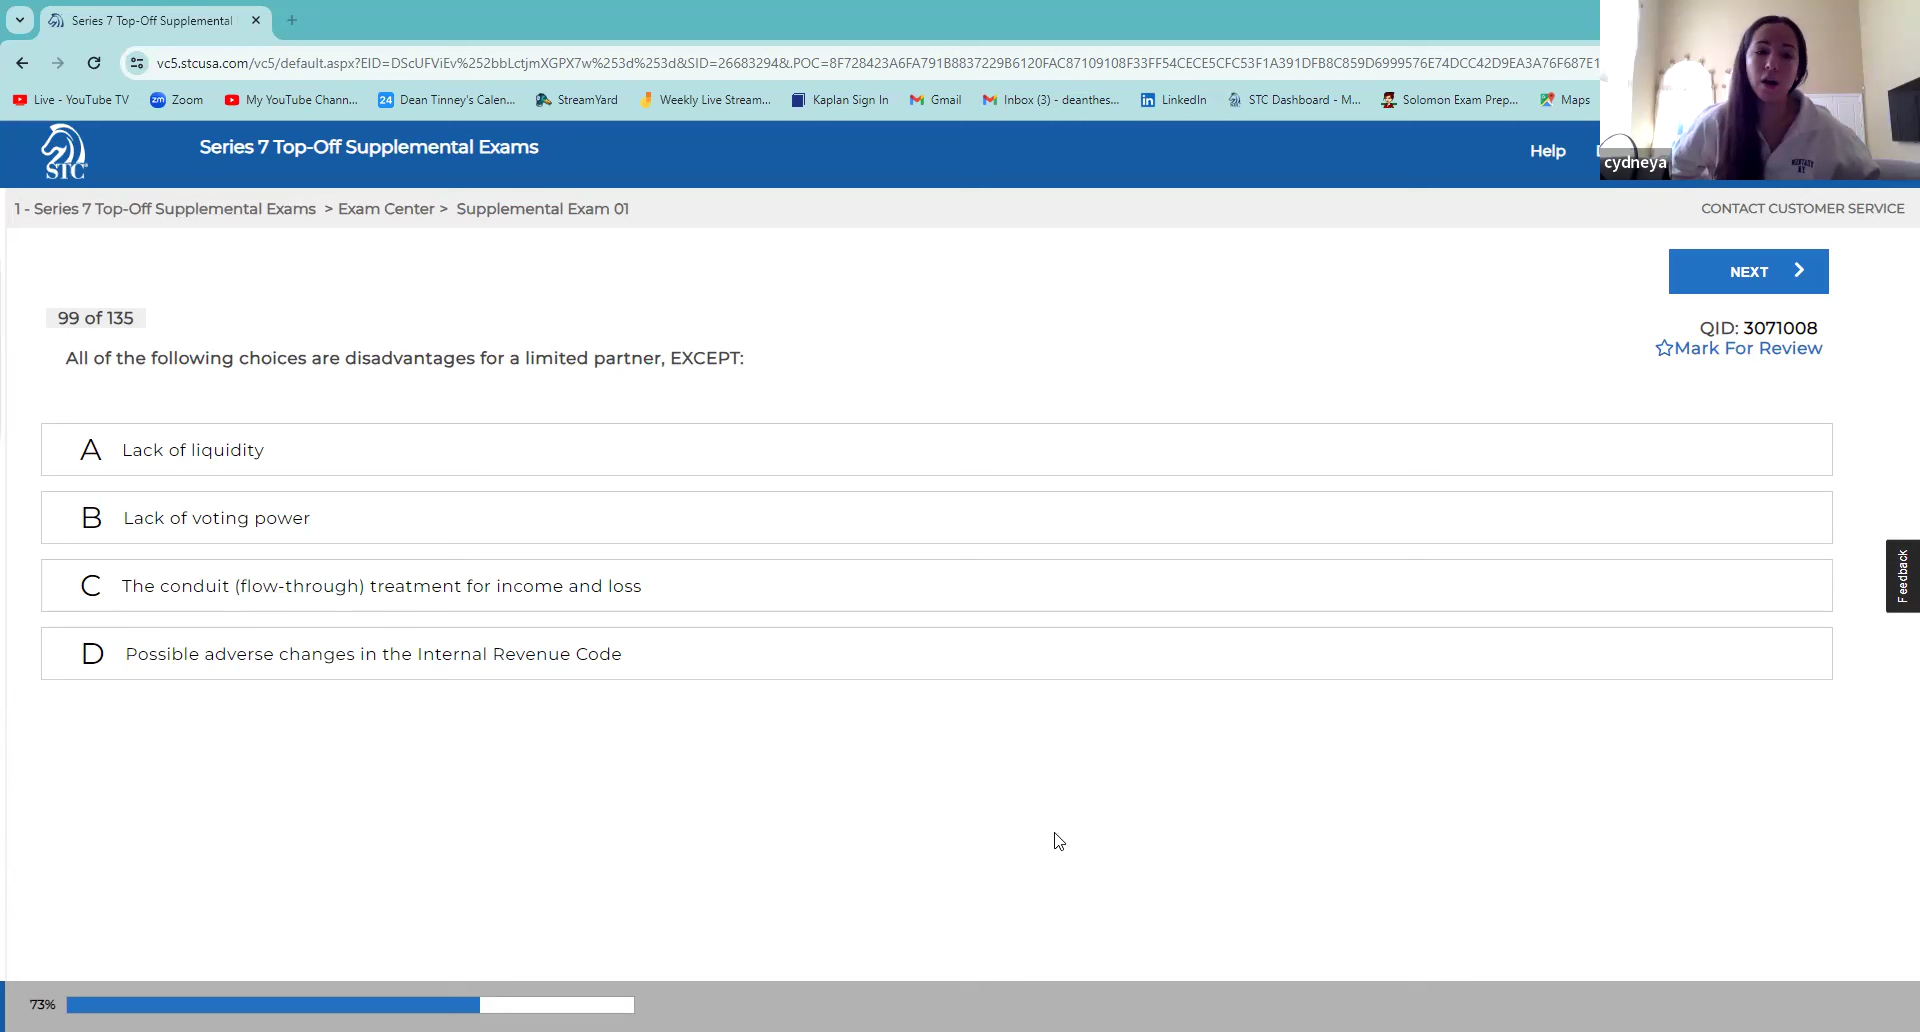 Series 7 Top-Off Supplemental
vc5.stcusa.com/vc5/default.aspx?EID=DScUFViEv%252bbLctjmXGPX7w%253d%253d&SID=26683294&.POC=8F728423A6FA791B8837229B6120FAC87109108F33FF54CECE5CFC53F1A391DFB8C859D6999576E74DCC42D9EA3A76F687E1
Live - YouTube TV
Zoom
My YouTube Chann...
24 Dean Tinney's Calen...
StreamYard
Weekly Live Stream...
Kaplan Sign In
Gmail
Inbox (3) - deanthes...
LinkedIn
STC Dashboard - M...
Solomon Exam Prep...
Maps
STC
Series 7 Top-Off Supplemental Exams
Help
cydneya
1 - Series 7 Top-Off Supplemental Exams > Exam Center > Supplemental Exam 01
CONTACT CUSTOMER SERVICE
NEXT
99 of 135
QID: 3071008
Mark For Review
All of the following choices are disadvantages for a limited partner, EXCEPT:
A Lack of liquidity
B Lack of voting power
C The conduit (flow-through) treatment for income and loss
D Possible adverse changes in the Internal Revenue Code
Feedback
73%